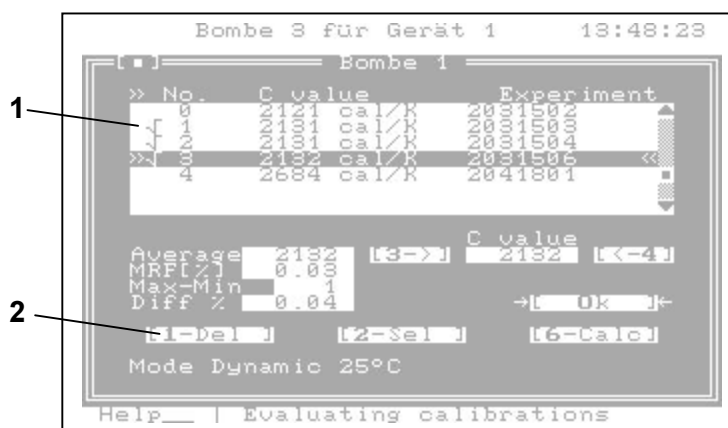 Bombe 3 für Gerät 1 13:48:23
[■] Bombe 1
>> No. C value Experiment
0 2121 cal/K 2031502
1
√[ 1 2131 cal/K 2031503
√ 2 2131 cal/K 2031504
>>√ 3 2132 cal/K 2031506 <<
4 2684 cal/K 2041801
C value
Average 2132 [3->] 2132 [<-4]
MRF[%] 0.03
Max-Min 1
Diff % 0.04 →[ Ok ]←
2
[1-Del ] [2-Sel ] [6-Calc]
Mode Dynamic 25°C
Help__ | Evaluating calibrations